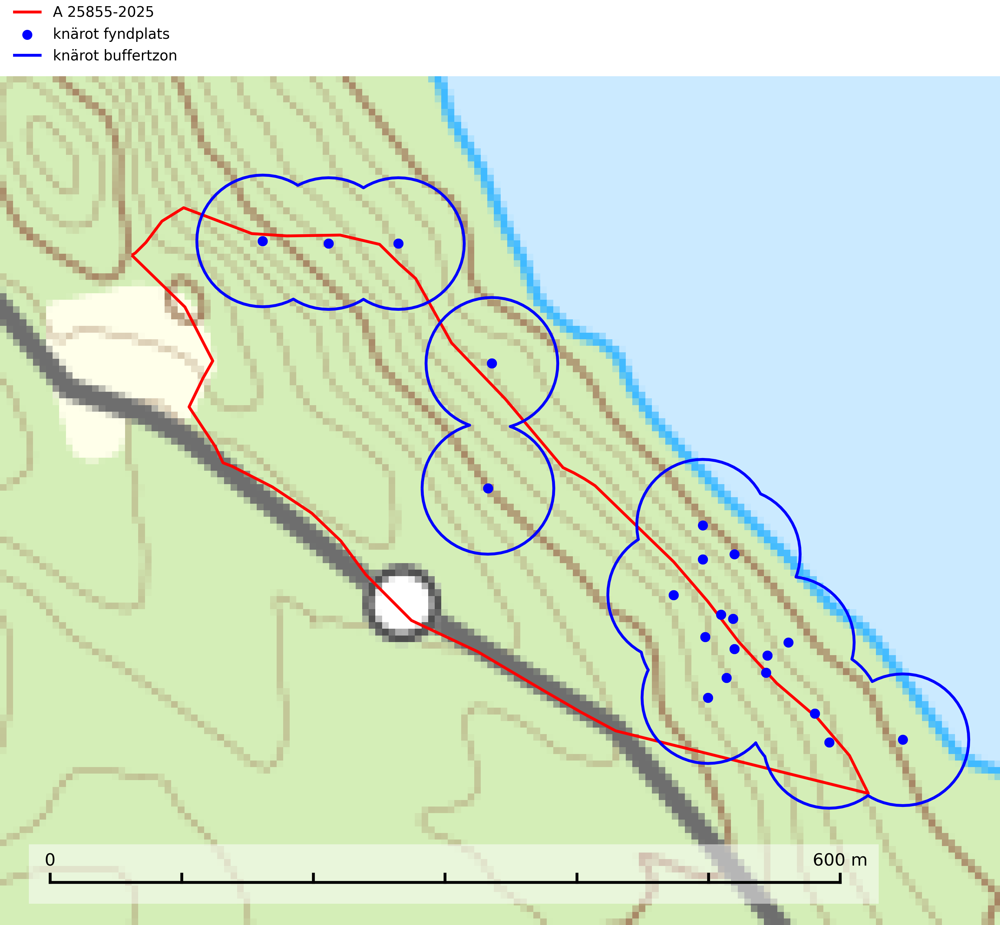 A 25855-2025
knärot fyndplats
knärot buffertzon
0 600 m